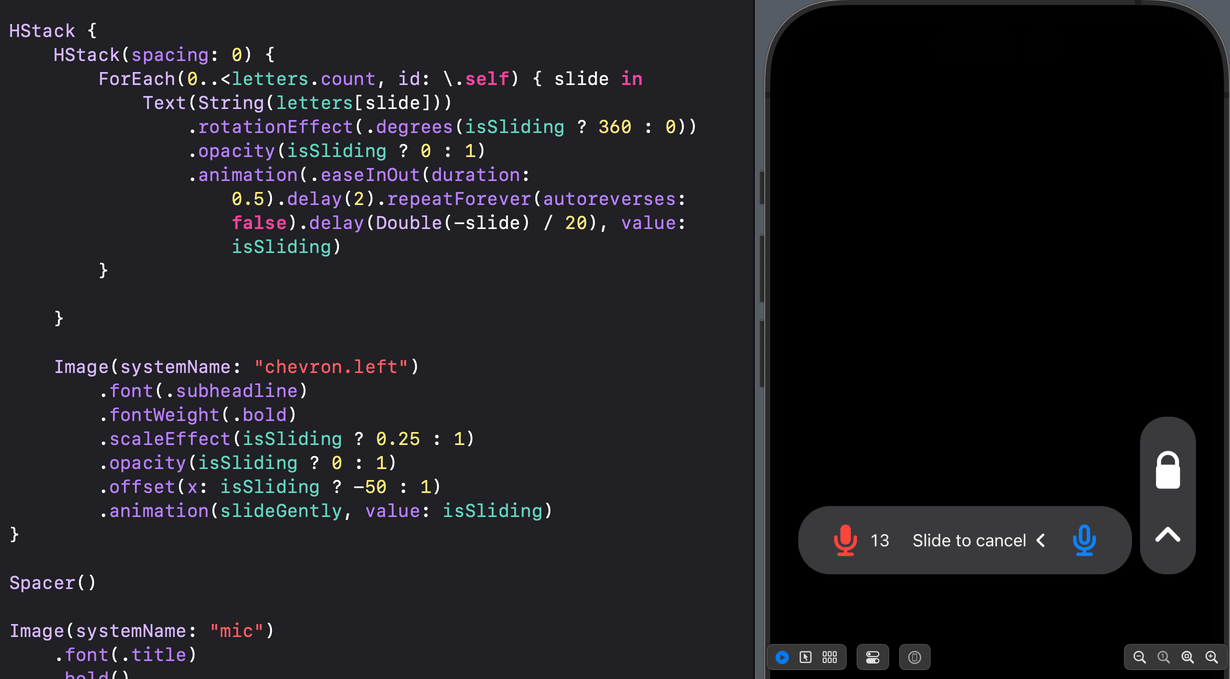 HStack {
HStack(spacing: 0) {
ForEach(0..<letters.count, id: \.self) { slide in
Text(String(letters[slide]))
.rotationEffect(.degrees(isSliding ? 360 : 0))
.opacity(isSliding ? 0 : 1)
.animation(.easeInOut(duration:
0.5).delay(2).repeatForever(autoreverses:
false).delay(Double(-slide) / 20), value:
isSliding)
}
}
Image(systemName: "chevron.left")
.font(.subheadline)
.fontWeight(.bold)
.scaleEffect(isSliding ? 0.25 : 1)
.opacity(isSliding ? 0 : 1)
.offset(x: isSliding ? -50 : 1)
.animation(slideGently, value: isSliding)
}
Spacer()
Image(systemName: "mic")
.font(.title)
.bold()
13 Slide to cancel